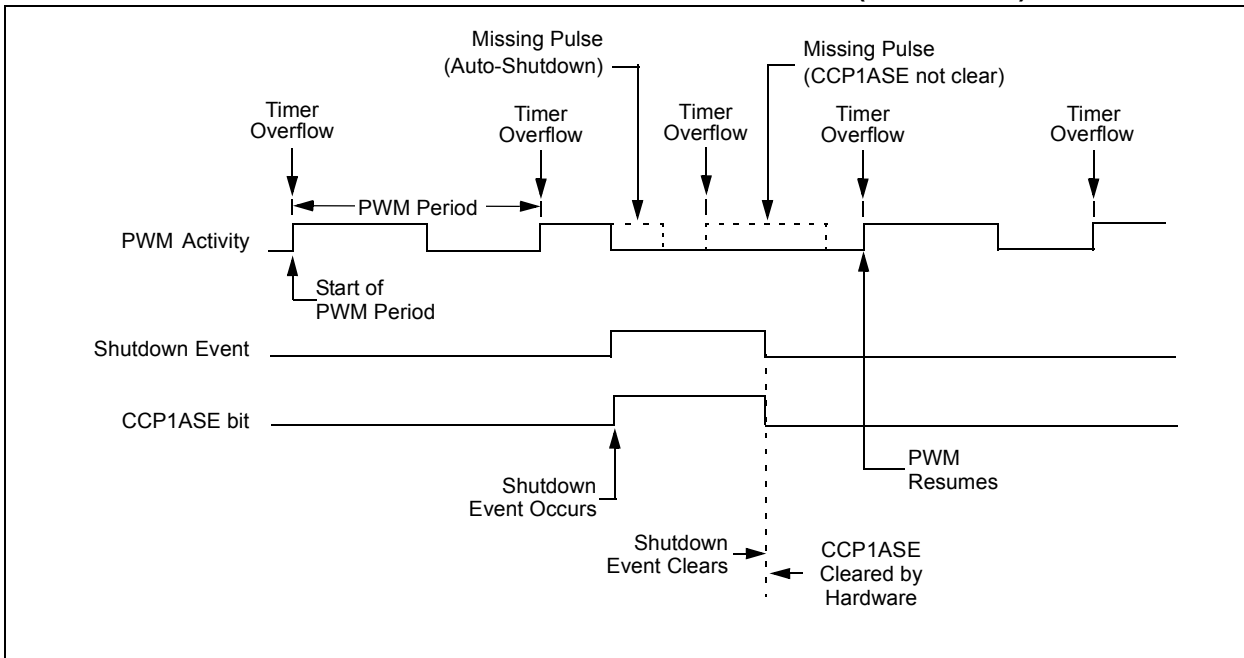 Missing Pulse
(Auto-Shutdown)
Missing Pulse
(CCP1ASE not clear)
Timer
Overflow
Timer
Overflow
Timer
Overflow
Timer
Overflow
Timer
Overflow
PWM Period
PWM Activity
Start of
PWM Period
Shutdown Event
CCP1ASE bit
Shutdown
Event Occurs
PWM
Resumes
Shutdown
Event Clears
CCP1ASE
Cleared by
Hardware